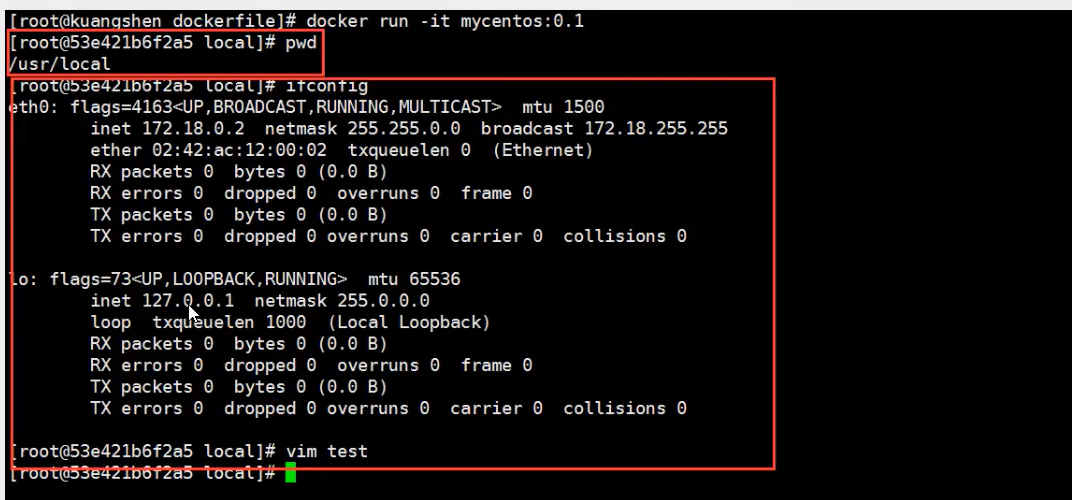 [root@kuangshen dockerfile]# docker run -it mycentos:0.1
[root@53e421b6f2a5 local]# pwd
/usr/local
[root@53e421b6f2a5 local]# ifconfig
eth0: flags=4163<UP,BROADCAST,RUNNING,MULTICAST>  mtu 1500
        inet 172.18.0.2  netmask 255.255.0.0  broadcast 172.18.255.255
        ether 02:42:ac:12:00:02  txqueuelen 0  (Ethernet)
        RX packets 0  bytes 0 (0.0 B)
        RX errors 0  dropped 0  overruns 0  frame 0
        TX packets 0  bytes 0 (0.0 B)
        TX errors 0  dropped 0 overruns 0  carrier 0  collisions 0

lo: flags=73<UP,LOOPBACK,RUNNING>  mtu 65536
        inet 127.0.0.1  netmask 255.0.0.0
        loop  txqueuelen 1000  (Local Loopback)
        RX packets 0  bytes 0 (0.0 B)
        RX errors 0  dropped 0  overruns 0  frame 0
        TX packets 0  bytes 0 (0.0 B)
        TX errors 0  dropped 0 overruns 0  carrier 0  collisions 0

[root@53e421b6f2a5 local]# vim test
[root@53e421b6f2a5 local]#